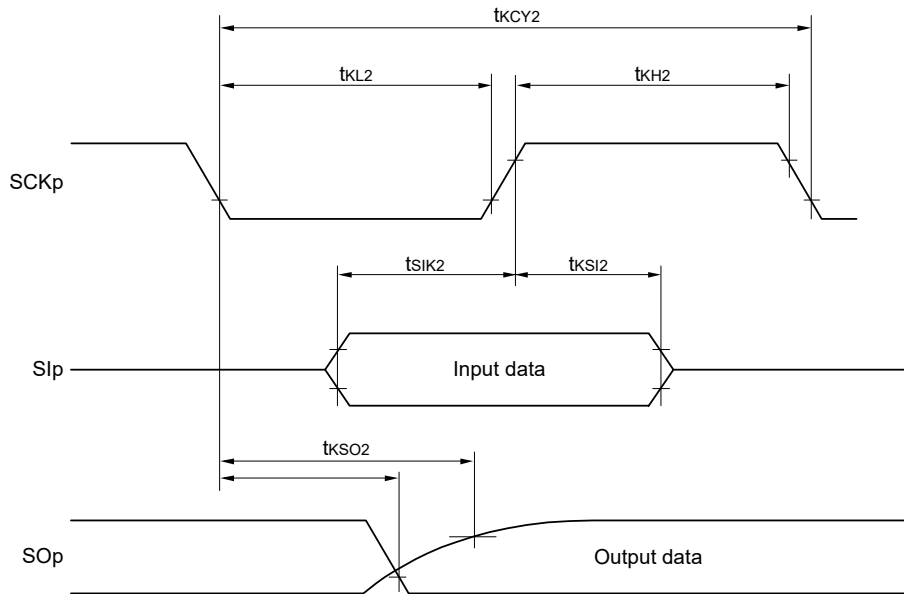 tKCY2
tKL2
tKH2
SCKp
tSIK2
tKSI2
SIp
Input data
tKSO2
SOp
Output data